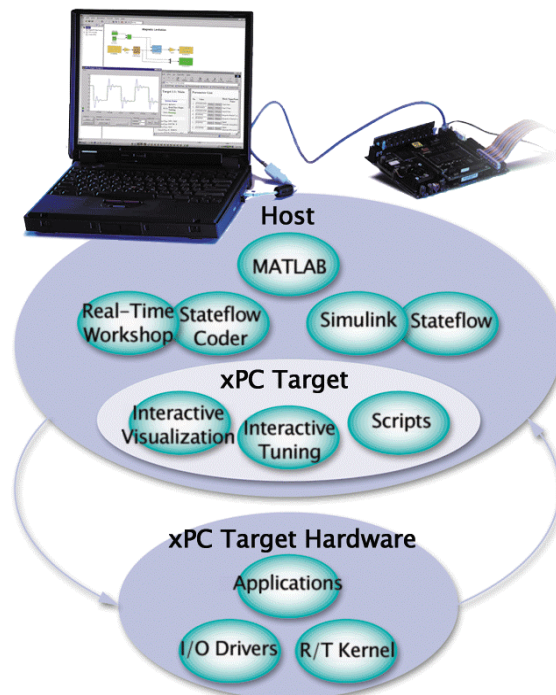 Host
MATLAB
Real-Time
Workshop
Stateflow
Coder
Simulink
Stateflow
xPC Target
Interactive
Visualization
Interactive
Tuning
Scripts
xPC Target Hardware
Applications
I/O Drivers
R/T Kernel